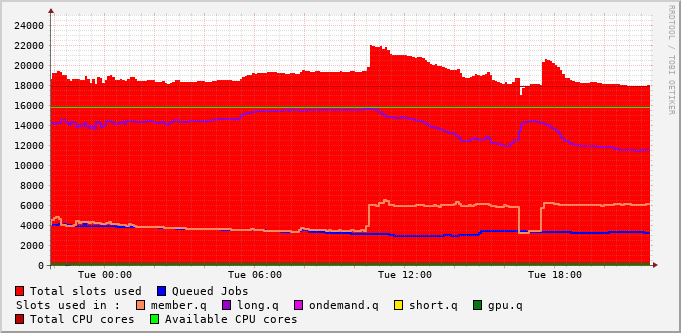 24000
22000
20000
18000
16000
14000
12000
10000
8000
6000
4000
2000
0
Tue 00:00 Tue 06:00 Tue 12:00 Tue 18:00
RRDTOOL / TOBI OETIKER
Total slots used Queued Jobs
Slots used in : member.q long.q ondemand.q short.q gpu.q
Total CPU cores Available CPU cores